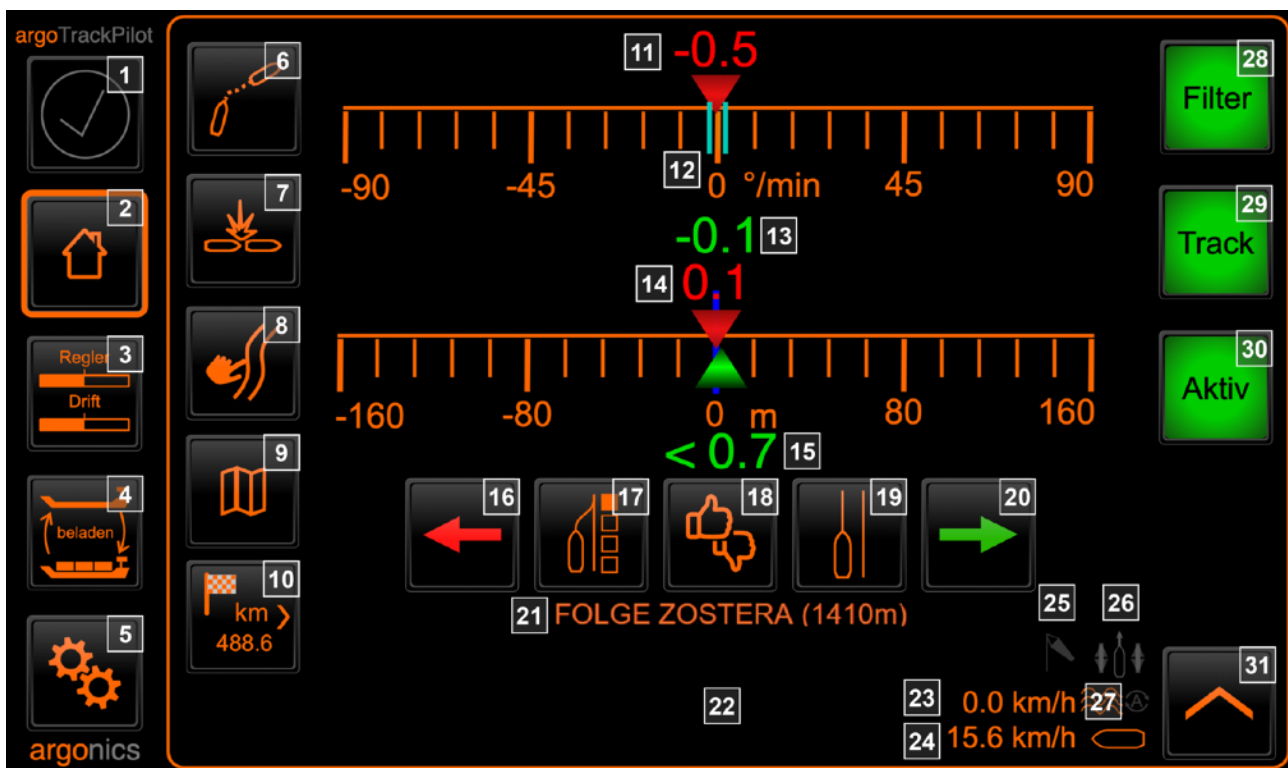 argoTrackPilot
1
2
3
Regler
Drift
4
beladen
5
argonics
6
7
8
9
10
km
488.6
11 -0.5
12
-90 -45 0 °/min 45 90
-0.1 13
14 0.1
-160 -80 0 m 80 160
< 0.7 15
16 17 18 19 20
21 FOLGE ZOSTERA (1410m)
22
25 26
23 0.0 km/h 27 A
24 15.6 km/h
28
Filter
29
Track
30
Aktiv
31